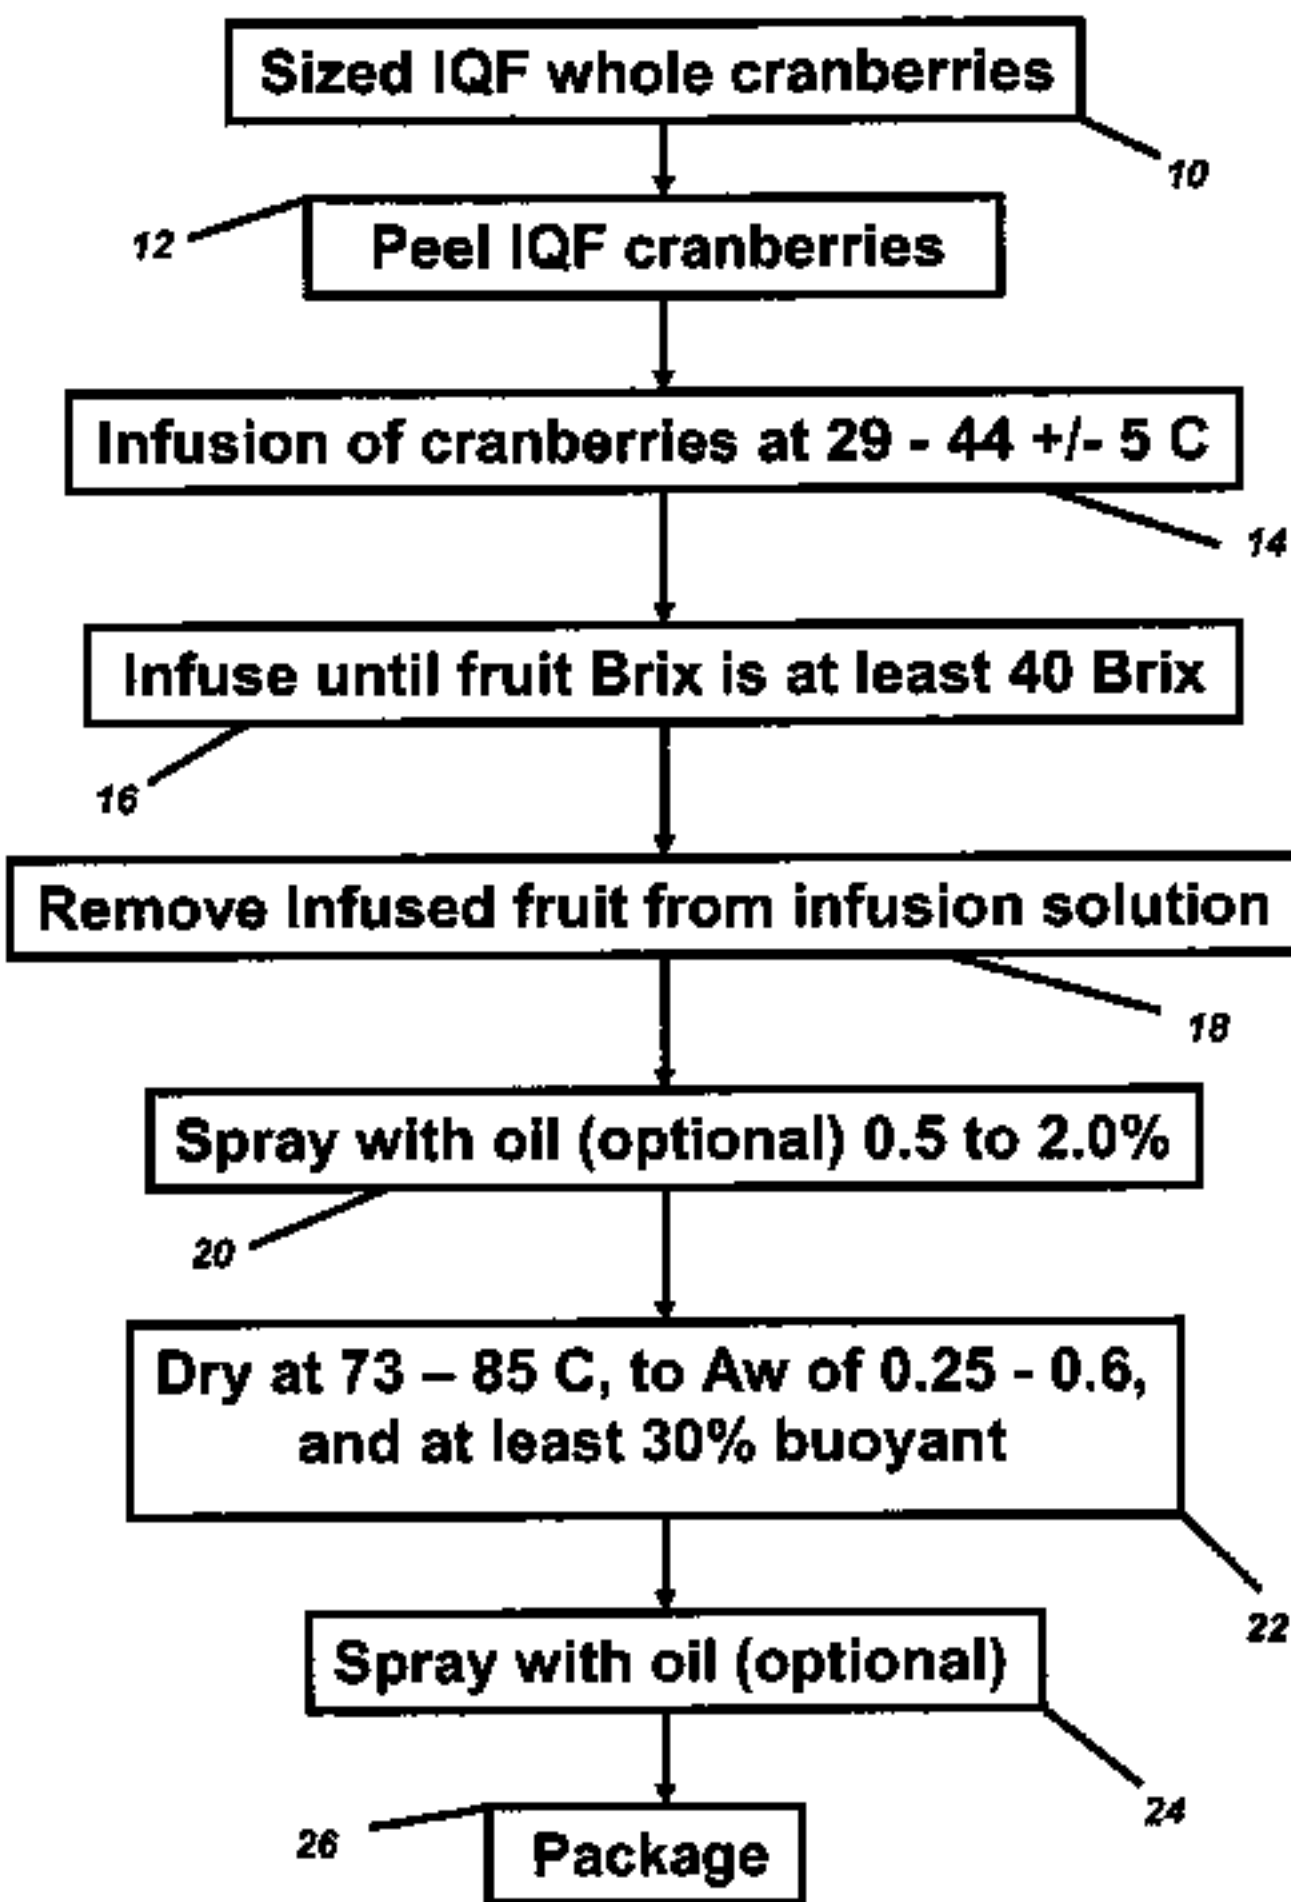 Sized IQF whole cranberries
10
12
Peel IQF cranberries
Infusion of cranberries at 29 - 44 +/- 5 C
14
Infuse until fruit Brix is at least 40 Brix
16
Remove Infused fruit from infusion solution
18
Spray with oil (optional) 0.5 to 2.0%
20
Dry at 73 – 85 C, to Aw of 0.25 - 0.6,
and at least 30% buoyant
22
Spray with oil (optional)
24
26
Package